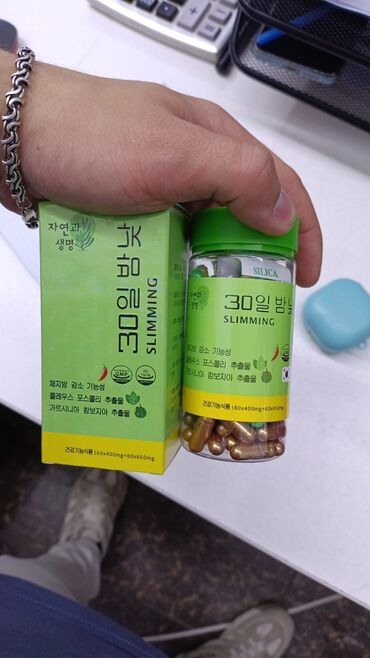 자연과
생명
30일 밤낮
SLIMMING
체지방 감소 기능성
콜레우스 포스콜리 추출물
가르시니아 캄보지아 추출물
GMP
건강기능식품 | 60x400mg+60x650mg
SILICA
자연과
생명
30일 밤낮
SLIMMING
체지방 감소 기능성
콜레우스 포스콜리 추출물
가르시니아 캄보지아 추출물
건강기능식품 | 60x400mg+60x650mg